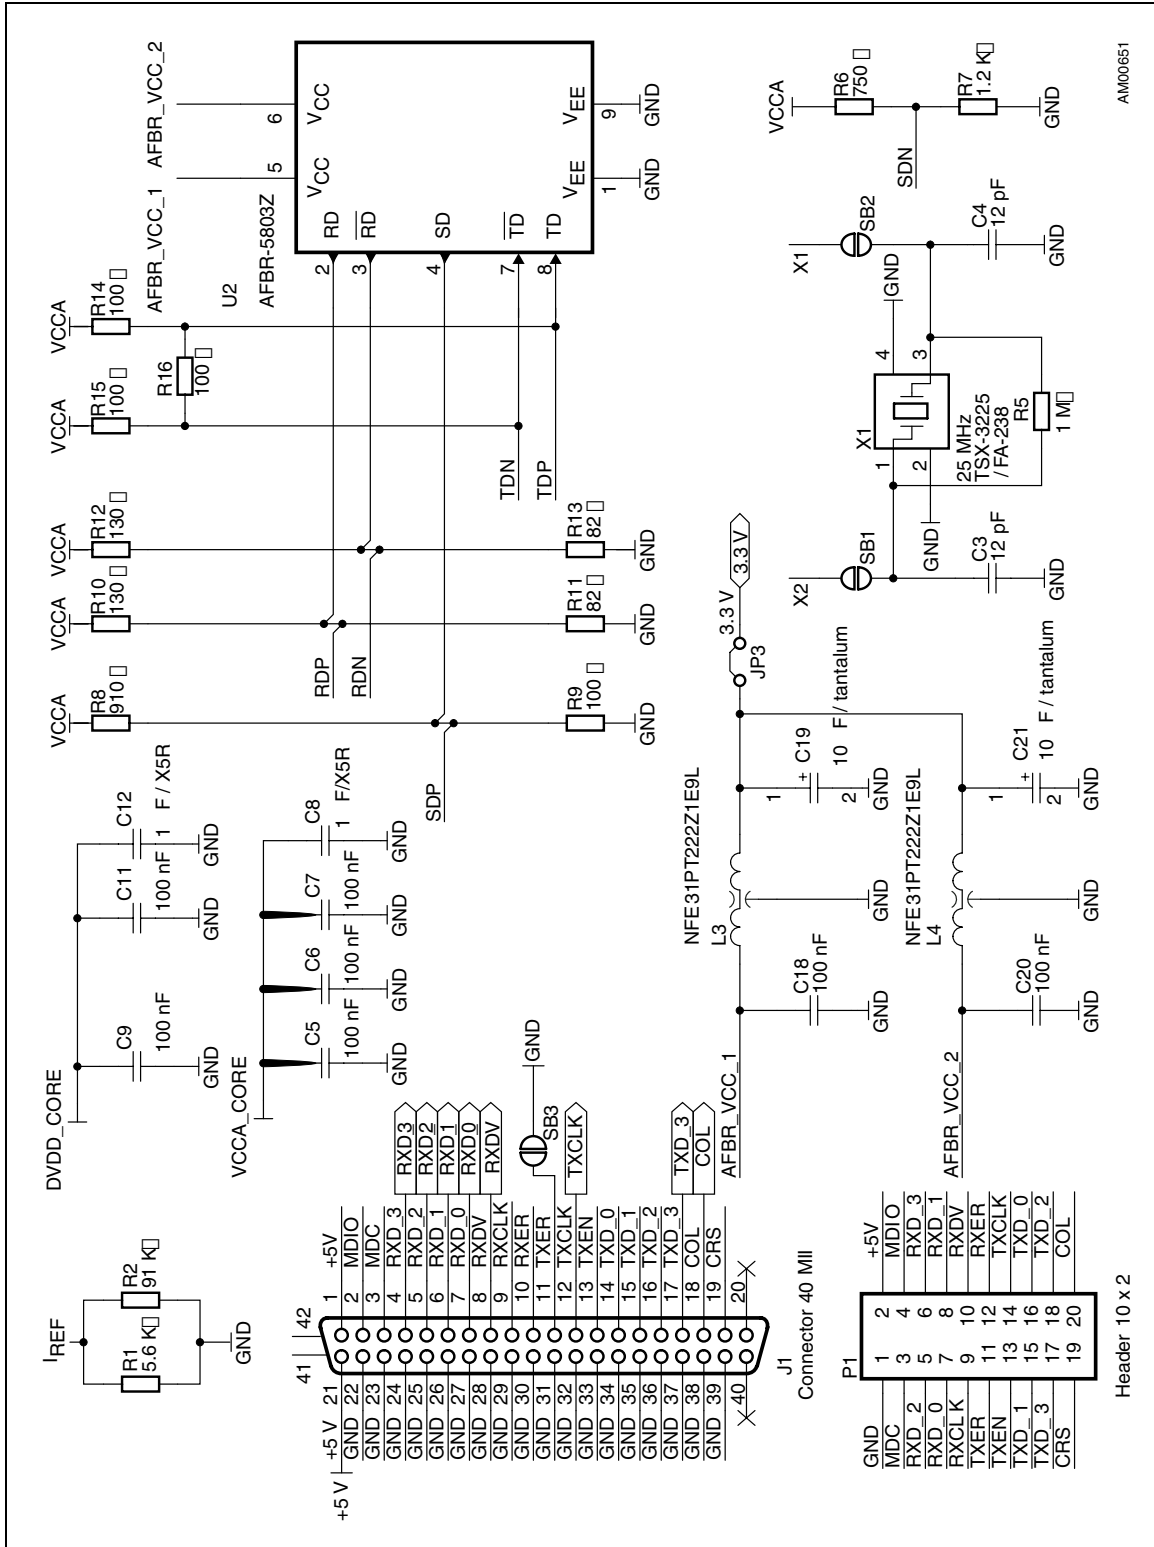 IREF
R1
5.6 K□
R2
91 K□
GND
DVDD_CORE
C9
100 nF
GND
C11
100 nF
GND
C12
1 F / X5R
GND
VCCA_CORE
C5
100 nF
GND
C6
100 nF
GND
C7
100 nF
GND
C8
1 F/X5R
GND
VCCA
R8
910 □
R9
100 □
GND
SDP
VCCA
R10
130 □
R11
82 □
GND
RDP
VCCA
R12
130 □
R13
82 □
GND
RDN
VCCA
R15
100 □
R16
100 □
VCCA
R14
100 □
TDN
TDP
AFBR_VCC_1
AFBR_VCC_2
U2
AFBR-5803Z
5
6
VCC
VCC
2
RD
3
RD
4
SD
7
TD
8
TD
VEE
VEE
1
9
GND
GND
+5 V
41
42
+5 V 21
GND 22
GND 23
GND 24
GND 25
GND 26
GND 27
GND 28
GND 29
GND 30
GND 31
GND 32
GND 33
GND 34
GND 35
GND 36
GND 37
GND 38
GND 39
40
1 +5V
2 MDIO
3 MDC
4 RXD_3
5 RXD_2
6 RXD_1
7 RXD_0
8 RXDV
9 RXCLK
10 RXER
11 TXER
12 TXCLK
13 TXEN
14 TXD_0
15 TXD_1
16 TXD_2
17 TXD_3
18 COL
19 CRS
20
RXD3
RXD2
RXD1
RXD0
RXDV
SB3
GND
TXCLK
TXD_3
COL
J1
Connector 40 MII
AFBR_VCC_1
C18
100 nF
GND
NFE31PT222Z1E9L
L3
GND
1
+
C19
10 F / tantalum
2
GND
JP3
3.3 V
3.3 V
AFBR_VCC_2
C20
100 nF
GND
NFE31PT222Z1E9L
L4
GND
1
+
C21
10 F / tantalum
2
GND
X2
SB1
C3
12 pF
GND
GND
X1
1
2
4
3
GND
25 MHz
TSX-3225
/ FA-238
R5
1 M□
X1
SB2
C4
12 pF
GND
VCCA
R6
750 □
SDN
R7
1.2 K□
GND
P1
GND 1 2 +5V
MDC 3 4 MDIO
RXD_2 5 6 RXD_3
RXD_0 7 8 RXD_1
RXCLK 9 10 RXDV
TXER 11 12 RXER
TXEN 13 14 TXCLK
TXD_1 15 16 TXD_0
TXD_3 17 18 TXD_2
CRS 19 20 COL
Header 10 x 2
AM00651